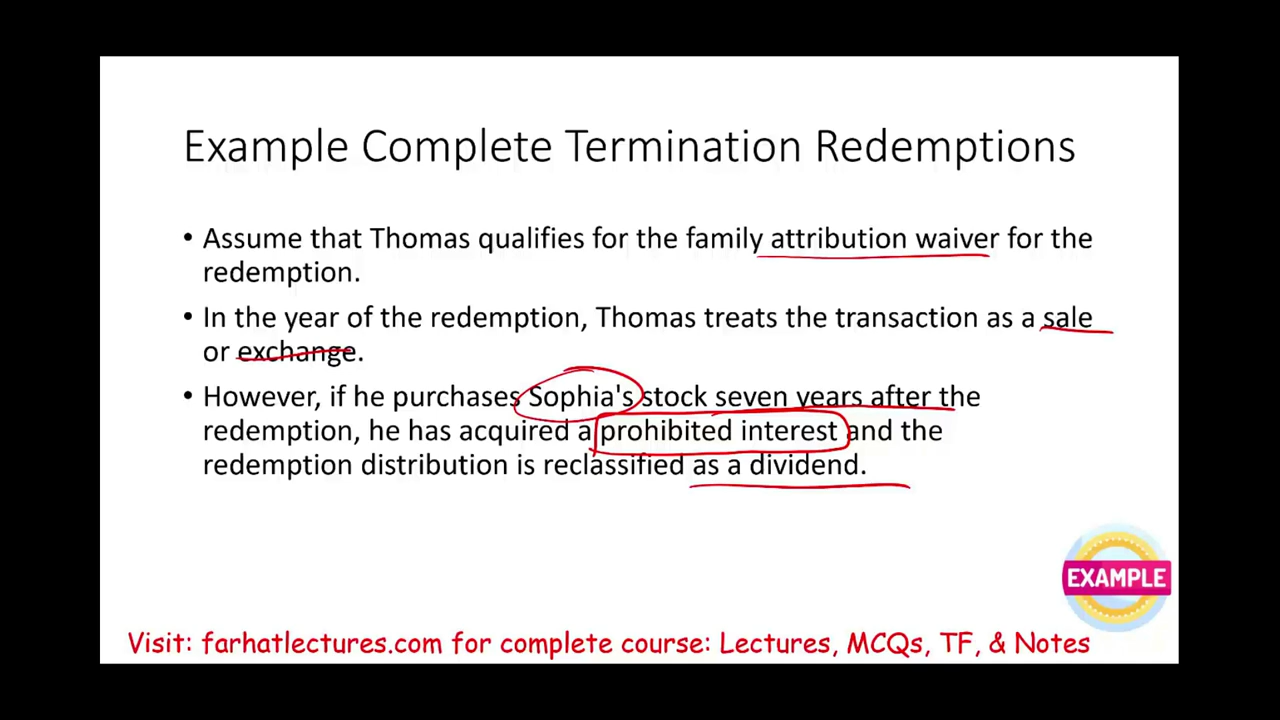 Example Complete Termination Redemptions
• Assume that Thomas qualifies for the family attribution waiver for the
redemption.
• In the year of the redemption, Thomas treats the transaction as a sale
or exchange.
• However, if he purchases Sophia's stock seven years after the
redemption, he has acquired a prohibited interest and the
redemption distribution is reclassified as a dividend.
EXAMPLE
Visit: farhatlectures.com for complete course: Lectures, MCQs, TF, & Notes